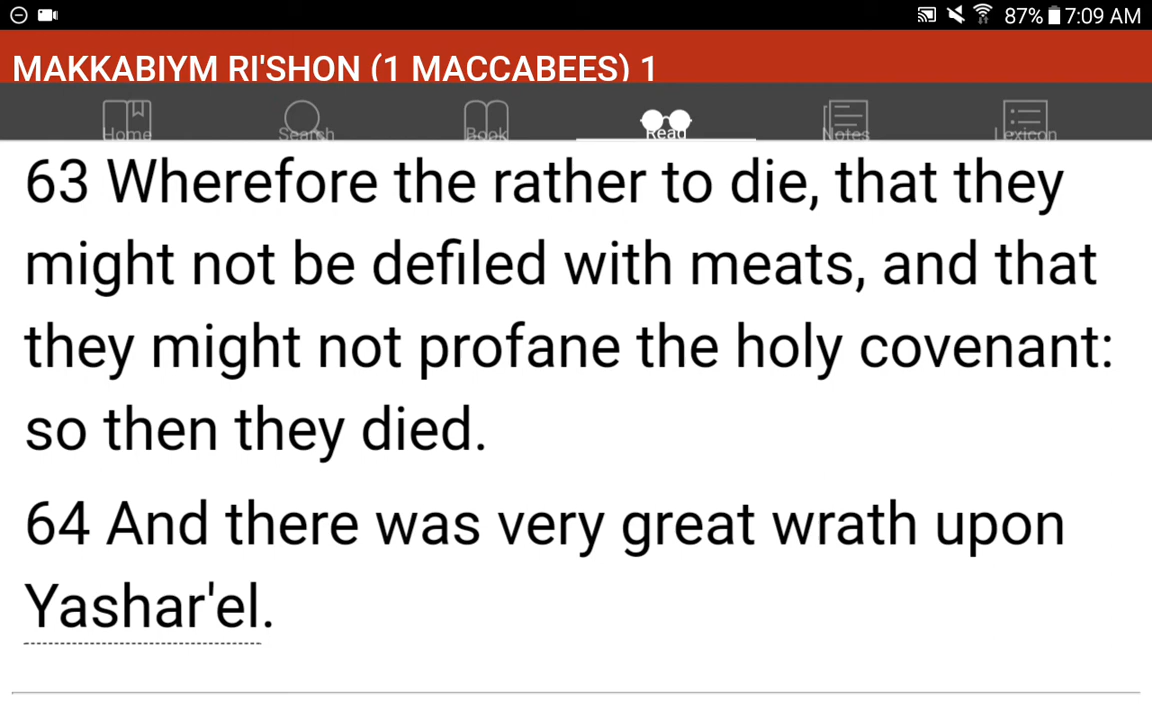 87% 7:09 AM
MAKKABIYM RI'SHON (1 MACCABEES) 1
Home Search Book Read Notes Lexicon
63 Wherefore the rather to die, that they
might not be defiled with meats, and that
they might not profane the holy covenant:
so then they died.
64 And there was very great wrath upon
Yashar'el.